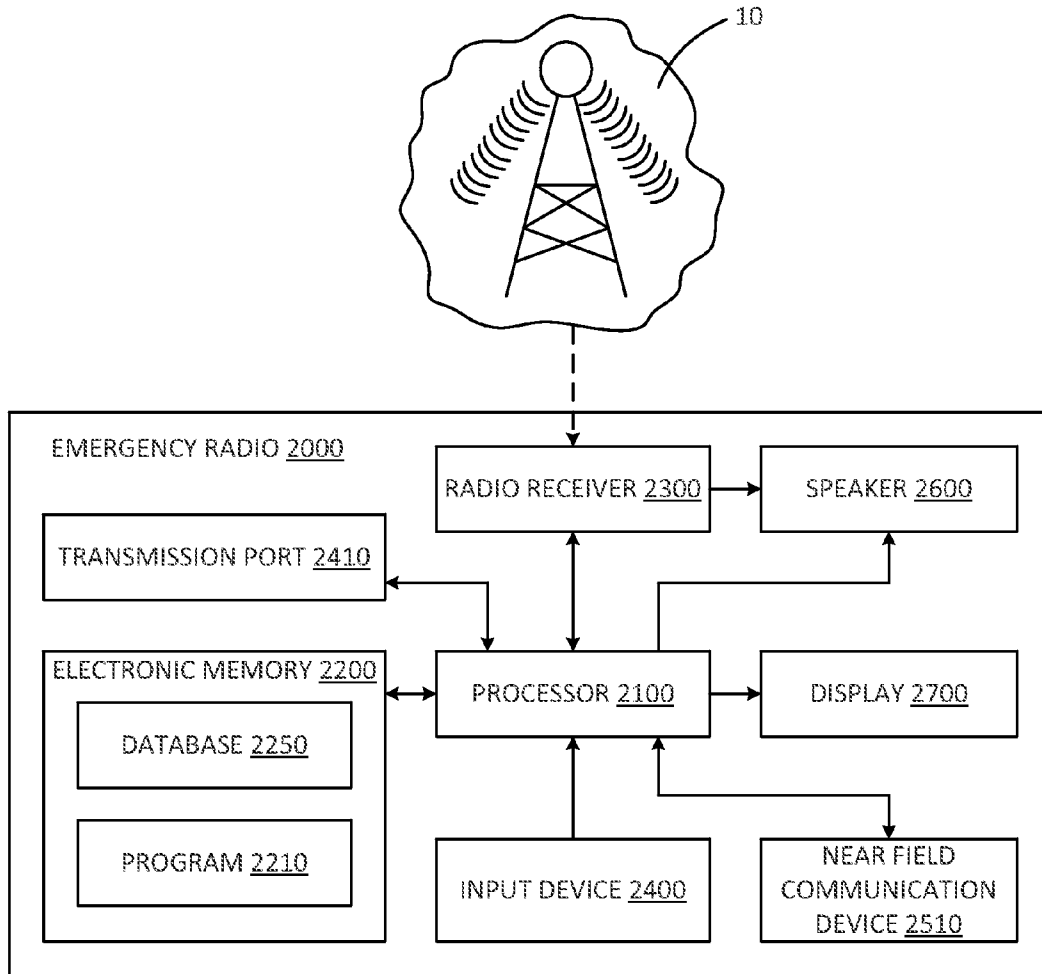 10
EMERGENCY RADIO 2000
RADIO RECEIVER 2300
SPEAKER 2600
TRANSMISSION PORT 2410
ELECTRONIC MEMORY 2200
PROCESSOR 2100
DISPLAY 2700
DATABASE 2250
PROGRAM 2210
INPUT DEVICE 2400
NEAR FIELD
COMMUNICATION
DEVICE 2510